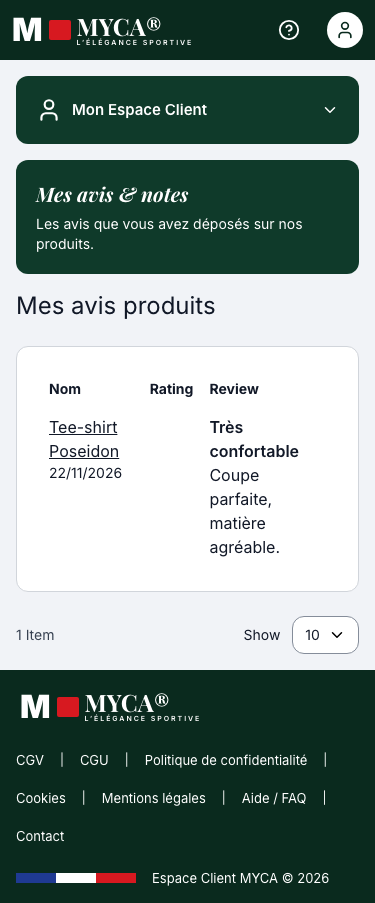 M MYCA®
L'ÉLÉGANCE SPORTIVE
Mon Espace Client
Mes avis & notes
Les avis que vous avez déposés sur nos
produits.
Mes avis produits
Nom Rating Review
Tee-shirt
Poseidon
22/11/2026
Très
confortable
Coupe
parfaite,
matière
agréable.
1 Item Show 10
M MYCA®
L'ÉLÉGANCE SPORTIVE
CGV | CGU | Politique de confidentialité |
Cookies | Mentions légales | Aide / FAQ |
Contact
Espace Client MYCA © 2026